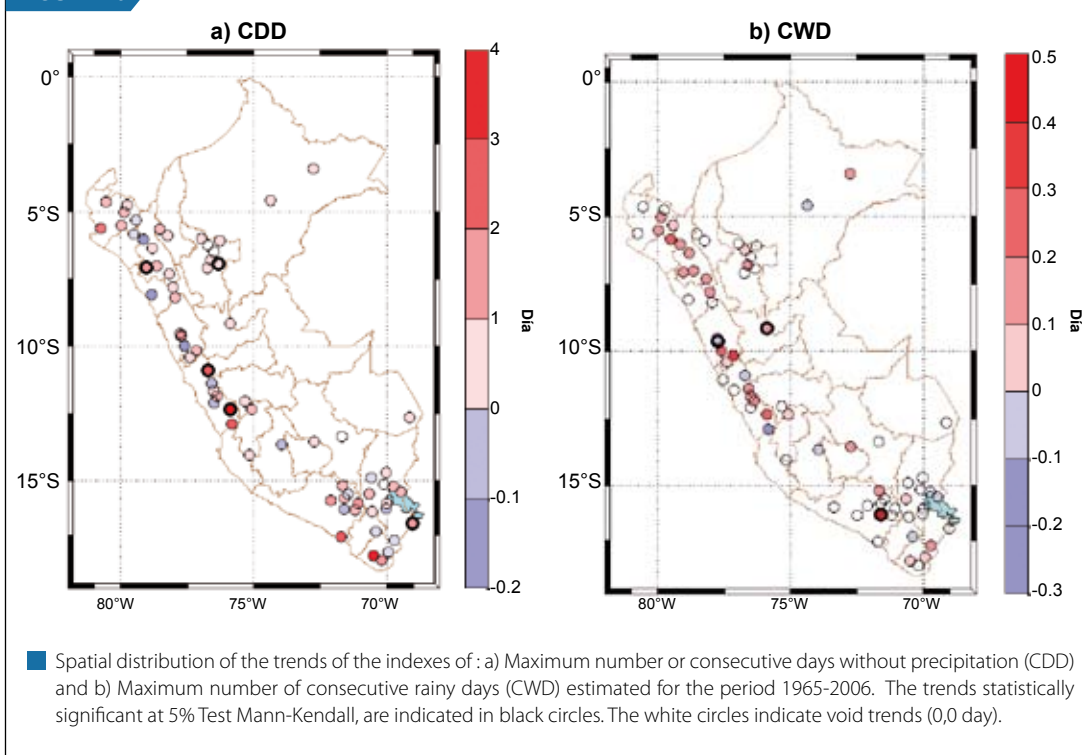 a) CDD
b) CWD
0°
5°S
10°S
15°S
80°W
75°W
70°W
4
3
2
1
0
-0.1
-0.2
Dia
0°
5°S
10°S
15°S
80°W
75°W
70°W
0.5
0.4
0.3
0.2
0.1
0
-0.1
-0.2
-0.3
Dia
Spatial distribution of the trends of the indexes of : a) Maximum number or consecutive days without precipitation (CDD)
and b) Maximum number of consecutive rainy days (CWD) estimated for the period 1965-2006. The trends statistically
significant at 5% Test Mann-Kendall, are indicated in black circles. The white circles indicate void trends (0,0 day).